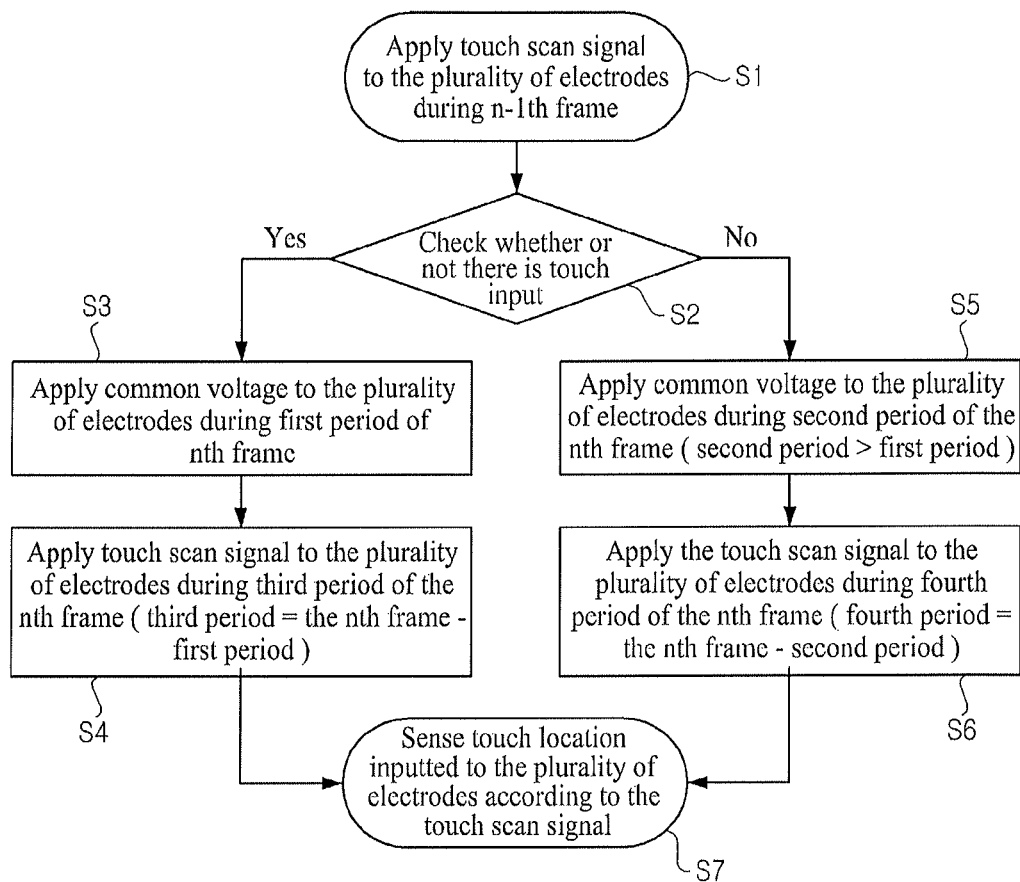 Apply touch scan signal
to the plurality of electrodes
during n-1th frame
S1
Yes
No
Check whether or
not there is touch
input
S2
S3
S5
Apply common voltage to the plurality
of electrodes during first period of
nth frame
Apply common voltage to the plurality
of electrodes during second period of the
nth frame ( second period > first period )
Apply touch scan signal to the plurality
of electrodes during third period of the
nth frame ( third period = the nth frame -
first period )
Apply the touch scan signal to the
plurality of electrodes during fourth
period of the nth frame ( fourth period =
the nth frame - second period )
S4
S6
Sense touch location
inputted to the plurality of
electrodes according to the
touch scan signal
S7